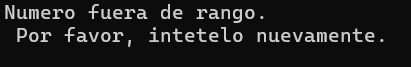 Numero fuera de rango.
Por favor, intetelo nuevamente.